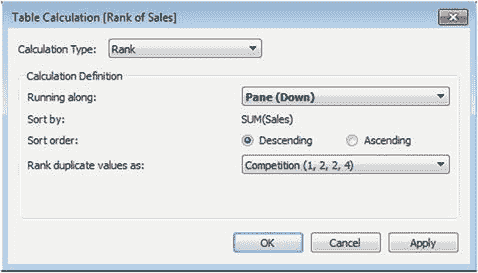 Table Calculation [Rank of Sales]
Calculation Type: Rank
Calculation Definition
Running along: Pane (Down)
Sort by: SUM(Sales)
Sort order: Descending Ascending
Rank duplicate values as: Competition (1, 2, 2, 4)
OK Cancel Apply